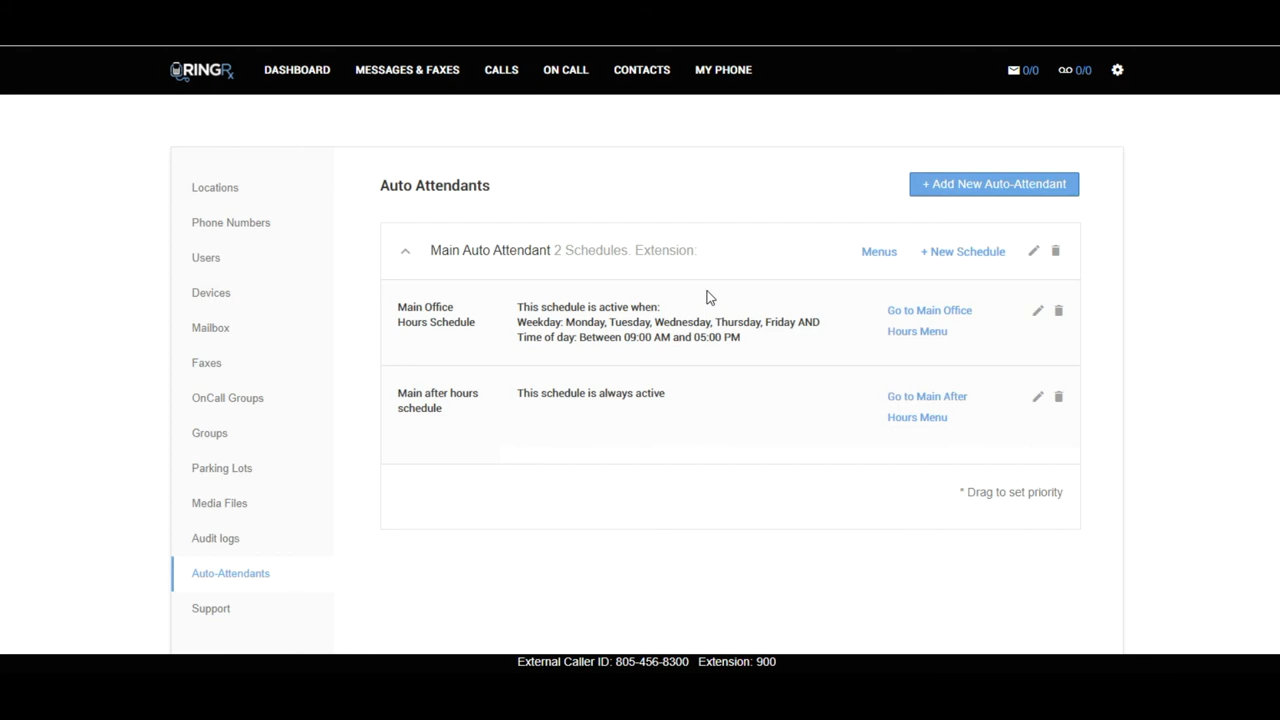 RINGRx
DASHBOARD MESSAGES & FAXES CALLS ON CALL CONTACTS MY PHONE 0/0 0/0
Locations
Phone Numbers
Users
Devices
Mailbox
Faxes
OnCall Groups
Groups
Parking Lots
Media Files
Audit logs
Auto-Attendants
Support
Auto Attendants
+ Add New Auto-Attendant
Main Auto Attendant 2 Schedules. Extension:
Menus + New Schedule
Main Office
Hours Schedule
This schedule is active when:
Weekday: Monday, Tuesday, Wednesday, Thursday, Friday AND
Time of day: Between 09:00 AM and 05:00 PM
Go to Main Office
Hours Menu
Main after hours
schedule
This schedule is always active
Go to Main After
Hours Menu
* Drag to set priority
External Caller ID: 805-456-8300 Extension: 900